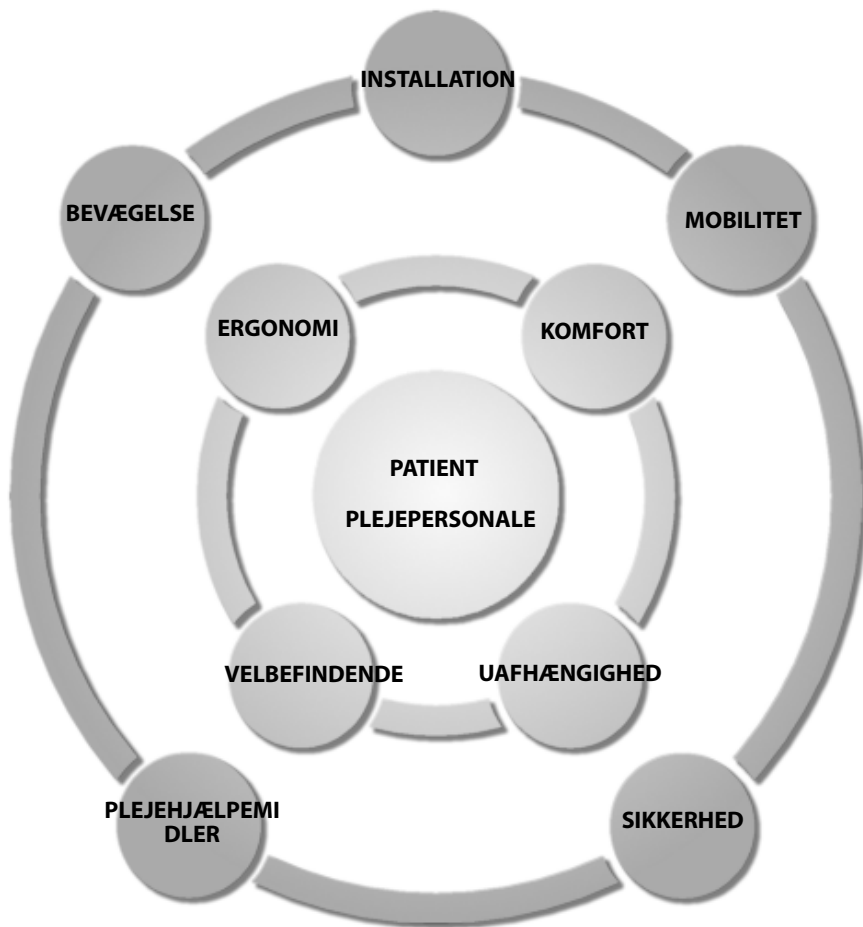 INSTALLATION
BEVÆGELSE
MOBILITET
ERGONOMI
KOMFORT
PATIENT
PLEJEPERSONALE
VELBEFINDENDE
UAFHÆNGIGHED
PLEJEHJÆLPEMI
DLER
SIKKERHED